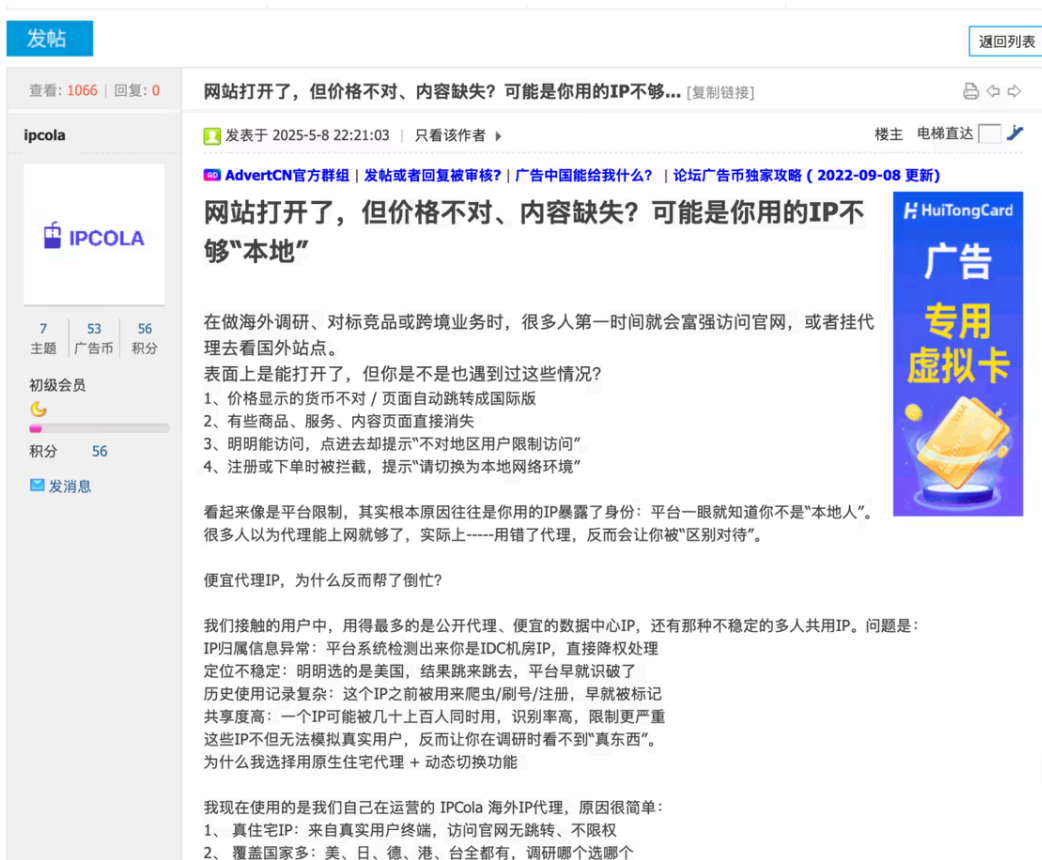 发帖
返回列表
查看: 1066 | 回复: 0
网站打开了，但价格不对、内容缺失？可能是你用的IP不够... [复制链接]
ipcola
发表于 2025-5-8 22:21:03 | 只看该作者
楼主 电梯直达
AD AdvertCN官方群组 | 发帖或者回复被审核? | 广告中国能给我什么? | 论坛广告币独家攻略 ( 2022-09-08 更新)
IPCOLA
7 53 56
主题 广告币 积分
初级会员
积分 56
发消息
网站打开了，但价格不对、内容缺失？可能是你用的IP不
够“本地”
HuiTongCard
广告
专用
虚拟卡
VISA
在做海外调研、对标竞品或跨境业务时，很多人第一时间就会富强访问官网，或者挂代
理去看国外站点。
表面上是能打开了，但你是不是也遇到过这些情况？
1、价格显示的货币不对 / 页面自动跳转成国际版
2、有些商品、服务、内容页面直接消失
3、明明能访问，点进去却提示“不对地区用户限制访问”
4、注册或下单时被拦截，提示“请切换为本地网络环境”
看起来像是平台限制，其实根本原因往往是你用的IP暴露了身份：平台一眼就知道你不是“本地人”。
很多人以为代理能上网就够了，实际上-----用错了代理，反而会让你被“区别对待”。
便宜代理IP，为什么反而帮了倒忙？
我们接触的用户中，用得最多的是公开代理、便宜的数据中心IP，还有那种不稳定的多人共用IP。问题是：
IP归属信息异常：平台系统检测出来你是IDC机房IP，直接降权处理
定位不稳定：明明选的是美国，结果跳来跳去，平台早就识破了
历史使用记录复杂：这个IP之前被用来爬虫/刷号/注册，早就被标记
共享度高：一个IP可能被几十上百人同时用，识别率高，限制更严重
这些IP不但无法模拟真实用户，反而让你在调研时看不到“真东西”。
为什么我选择用原生住宅代理 + 动态切换功能
我现在使用的是我们自己在运营的 IPCola 海外IP代理，原因很简单：
1、 真住宅IP：来自真实用户终端，访问官网无跳转、不限权
2、 覆盖国家多：美、日、德、港、台全都有，调研哪个选哪个